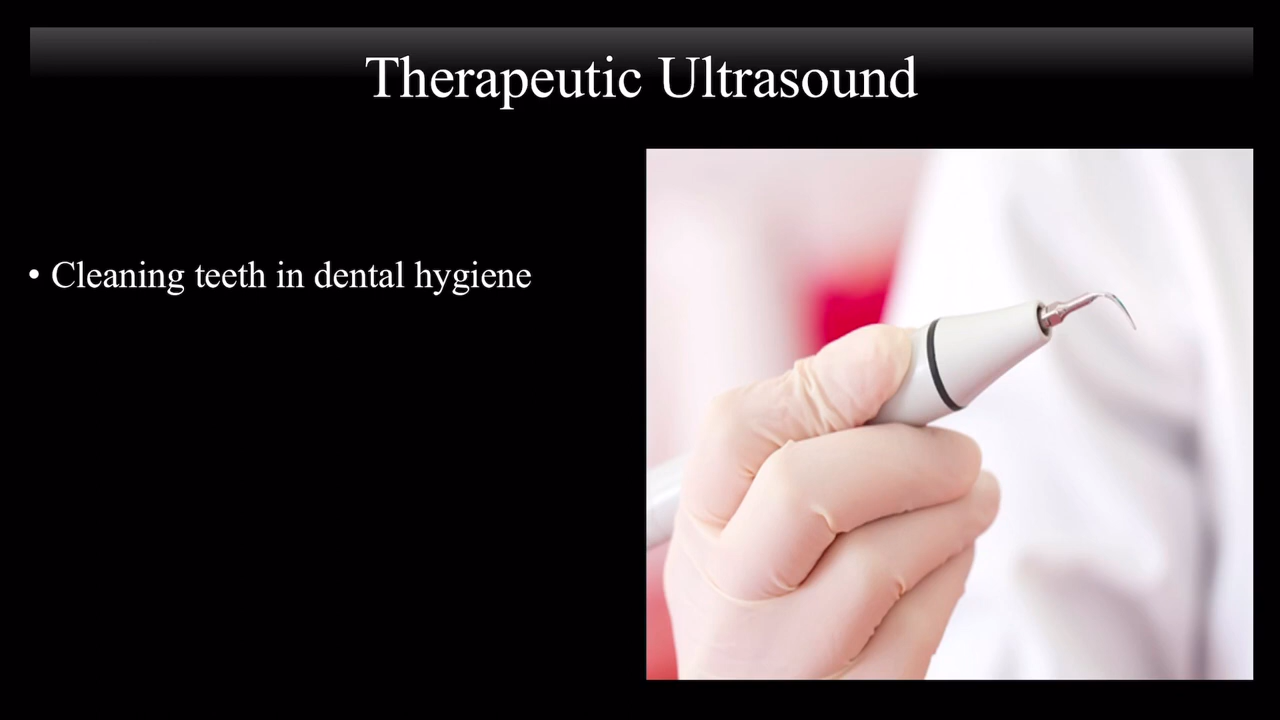 Therapeutic Ultrasound
• Cleaning teeth in dental hygiene